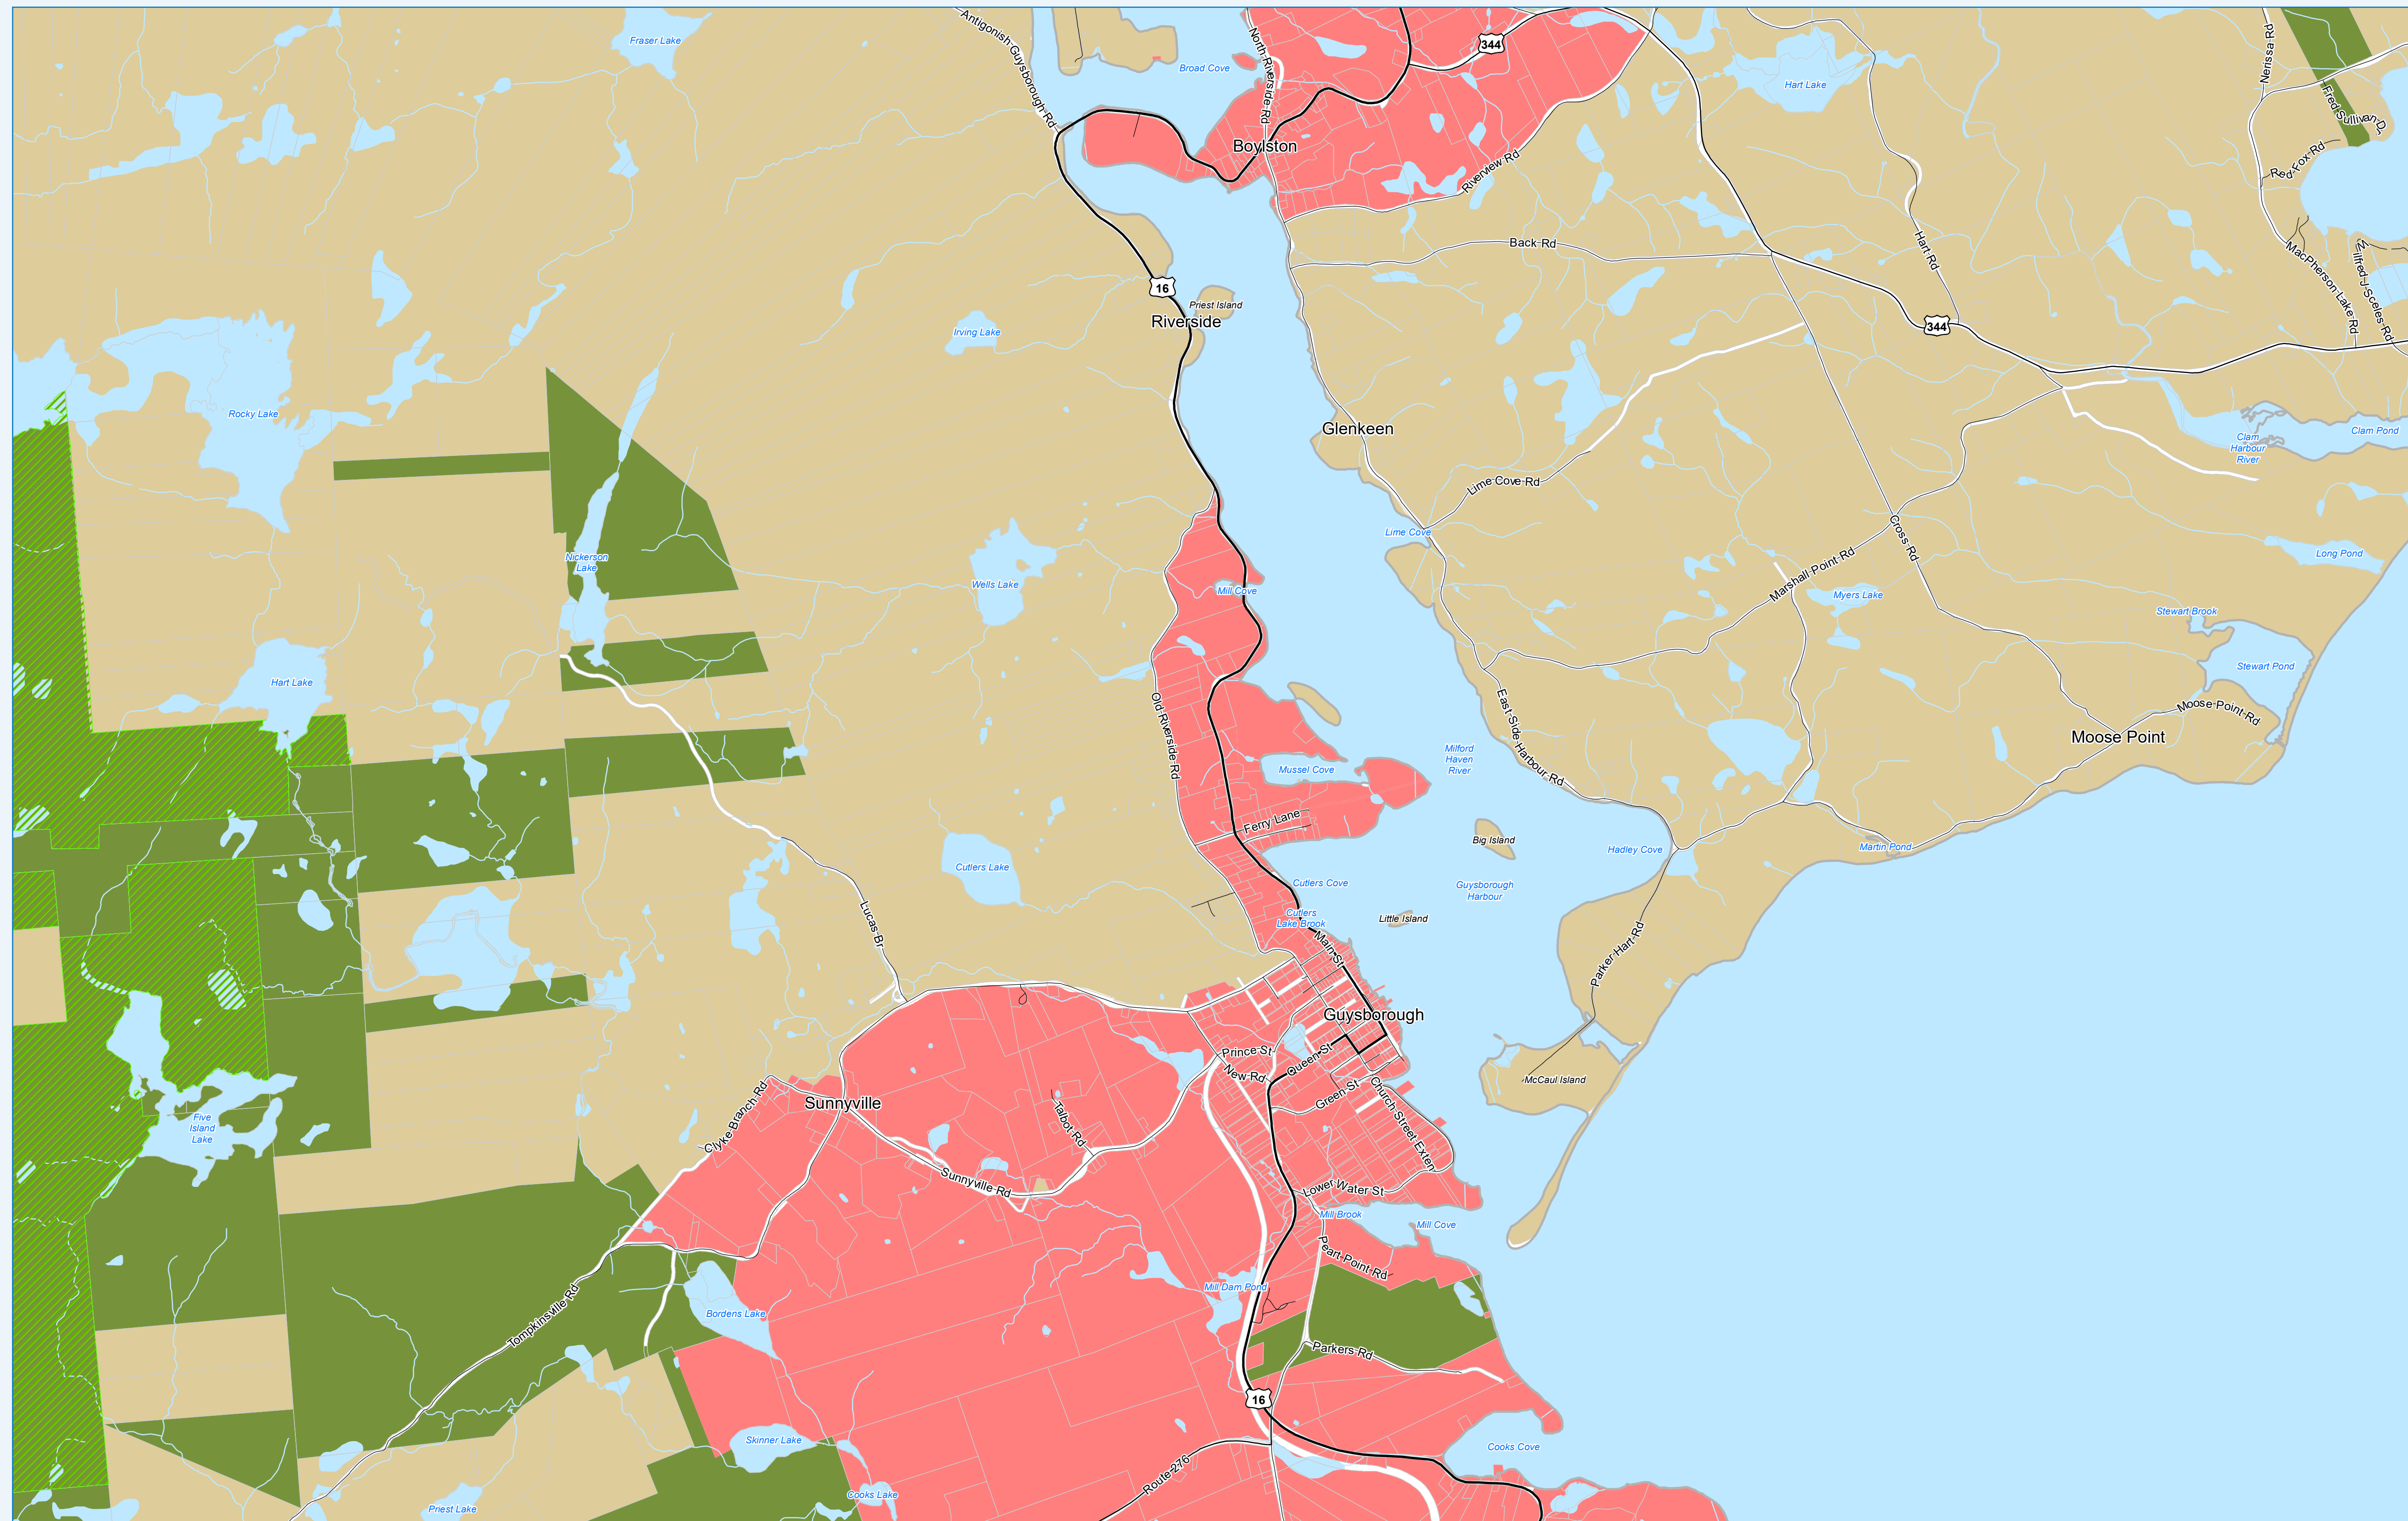 Antigonish-Guysborough-Rd
North-Riverside-Rd
Nerissa-Rd
Fraser Lake
344
Broad Cove
Hart Lake
Fred-Sullivan-D
Boylston
Riverview-Rd
Red-Fox-Rd
Back Rd
Hart-Rd
MacPherson-Lake-Rd
Wilfred-J-Sceles-Rd
16
Priest Island
Riverside
Irving Lake
344
Rocky Lake
Glenkeen
Clam
Harbour
River
Clam Pond
Lime Cove Rd
Lime Cove
Cross Rd
Long Pond
Nickerson
Lake
Marshall-Point-Rd
Wells Lake
Mill Cove
Myers Lake
Stewart Brook
Stewart Pond
Hart Lake
Old-Riverside-Rd
East-Side-Harbour-Rd
Moose-Point-Rd
Moose Point
Milford
Haven
River
Mussel Cove
Ferry Lane
Big Island
Hadley Cove
Martin Pond
Cutlers Lake
Cutlers Cove
Guysborough
Harbour
Lucas-Br
Cutlers
Lake Brook
Little Island
Main-St
Parker-Hart-Rd
Guysborough
Prince-St
Queen-St
New-Rd
McCaul Island
Green-St
Church-Street-Exten
Sunnyville
Clyke-Branch-Rd
Talbot-Rd
Five
Island
Lake
Sunnyville-Rd
Lower-Water-St
Mill Brook
Mill Cove
Peart-Point-Rd
Mill Dam Pond
Bordens Lake
Tompkinsville-Rd
Parkers-Rd
16
Skinner Lake
Cooks Cove
Route-276
Cooks Lake
Priest Lake